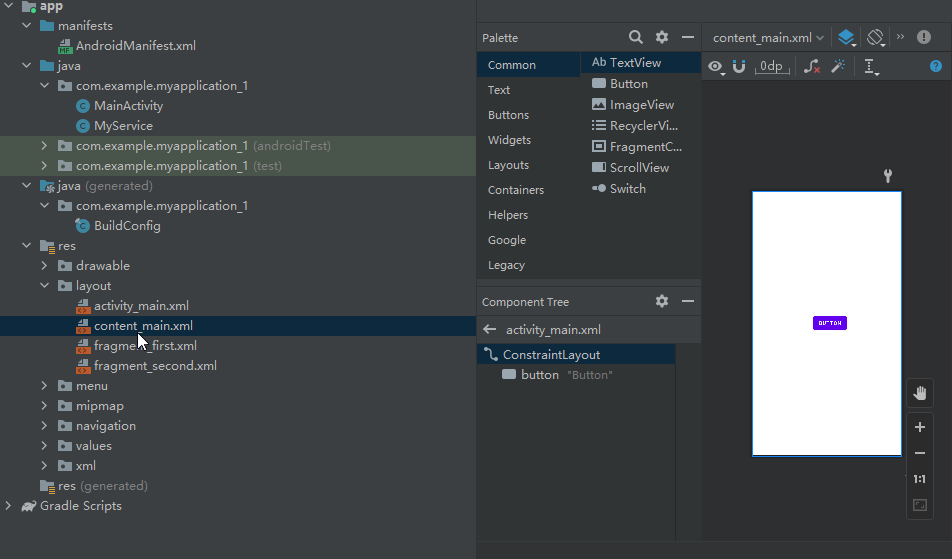 app
manifests
AndroidManifest.xml
java
com.example.myapplication_1
MainActivity
MyService
com.example.myapplication_1 (androidTest)
com.example.myapplication_1 (test)
java (generated)
com.example.myapplication_1
BuildConfig
res
drawable
layout
activity_main.xml
content_main.xml
fragment_first.xml
fragment_second.xml
menu
mipmap
navigation
values
xml
res (generated)
Gradle Scripts
Palette
Common
Text
Buttons
Widgets
Layouts
Containers
Helpers
Google
Legacy
Ab TextView
Button
ImageView
RecyclerVi...
FragmentC...
ScrollView
Switch
Component Tree
activity_main.xml
ConstraintLayout
button "Button"
content_main.xml
0dp
BUTTON
1:1